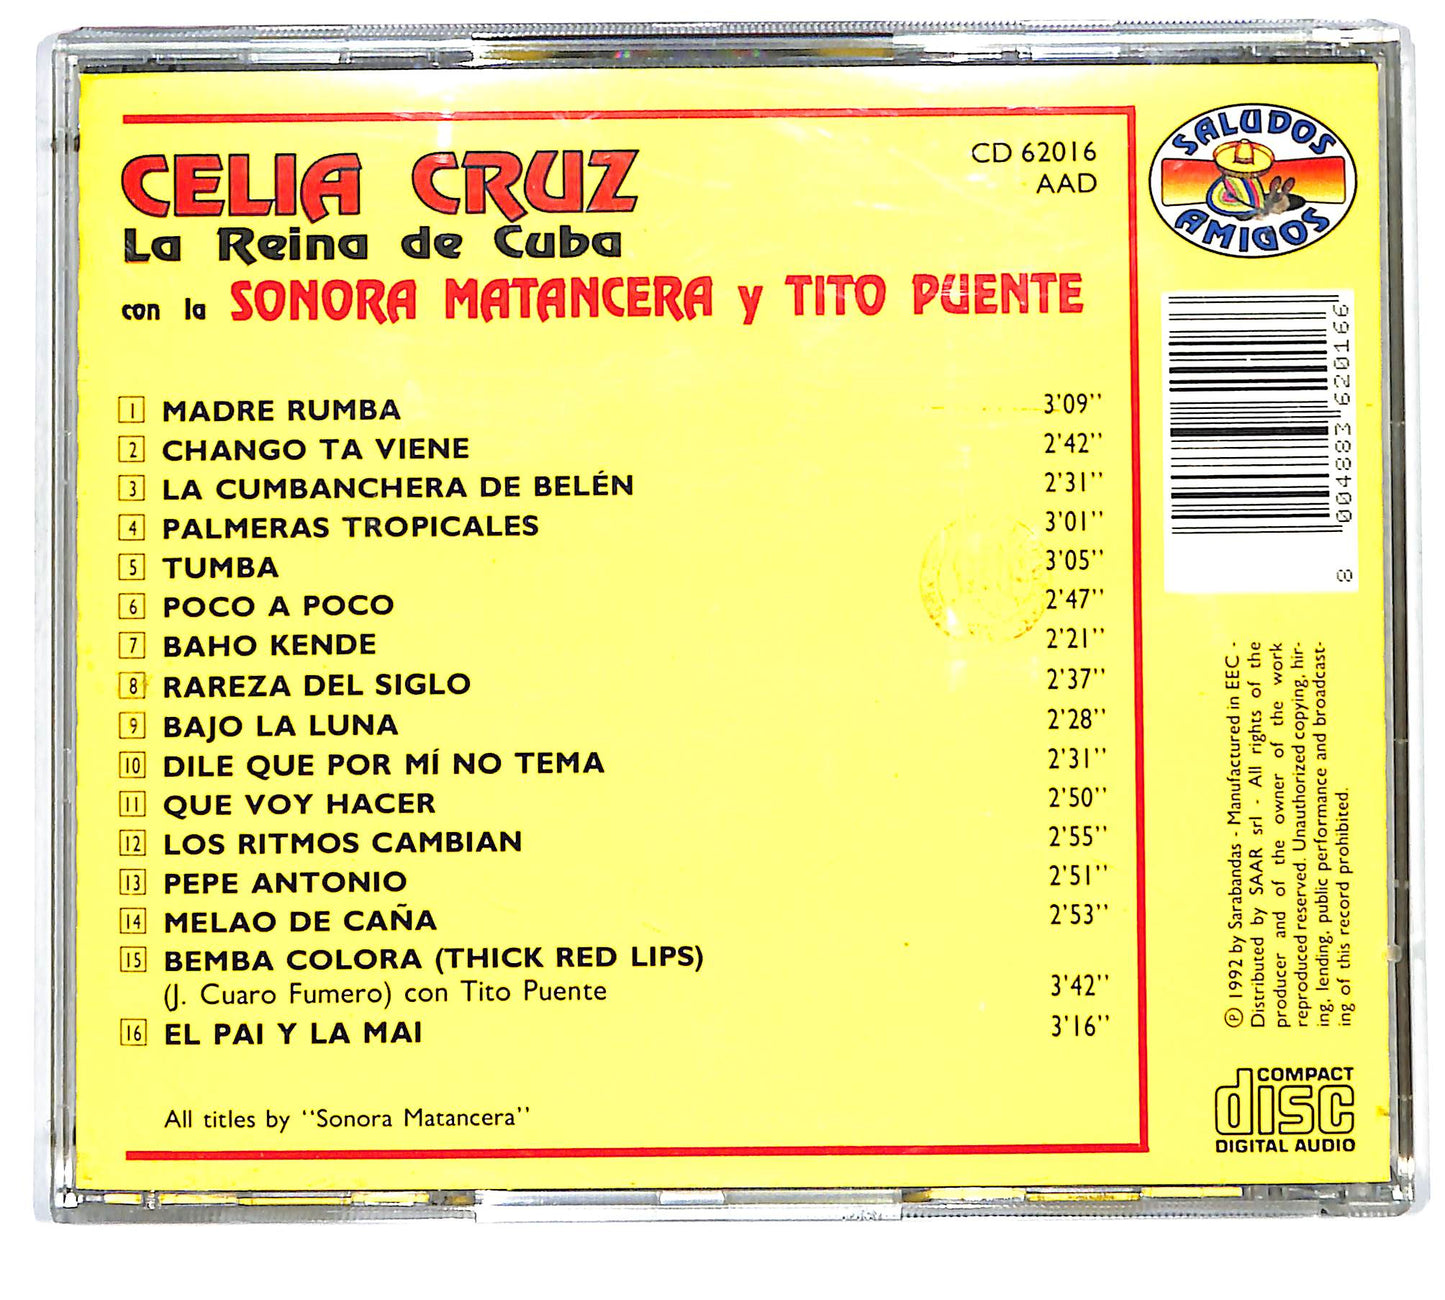 CELIA CRUZ
La Reina de Cuba
con la SONORA MATANCERA y TITO PUENTE
CD 62016
AAD
SALUDOS
AMIGOS
1 MADRE RUMBA 3'09''
2 CHANGO TA VIENE 2'42''
3 LA CUMBANCHERA DE BELÉN 2'31''
4 PALMERAS TROPICALES 3'01''
5 TUMBA 3'05''
6 POCO A POCO 2'47''
7 BAHO KENDE 2'21''
8 RAREZA DEL SIGLO 2'37''
9 BAJO LA LUNA 2'28''
10 DILE QUE POR MÍ NO TEMA 2'31''
11 QUE VOY HACER 2'50''
12 LOS RITMOS CAMBIAN 2'55''
13 PEPE ANTONIO 2'51''
14 MELAO DE CAÑA 2'53''
15 BEMBA COLORA (THICK RED LIPS)
(J. Cuaro Fumero) con Tito Puente 3'42''
16 EL PAI Y LA MAI 3'16''
All titles by ''Sonora Matancera''
8 004883 620166
℗ 1992 by Sarabandas - Manufactured in EEC -
Distributed by SAAR srl - All rights of the
producer and of the owner of the work
reproduced reserved. Unauthorized copying, hir-
ing, lending, public performance and broadcast-
ing of this record prohibited.
COMPACT
disc
DIGITAL AUDIO